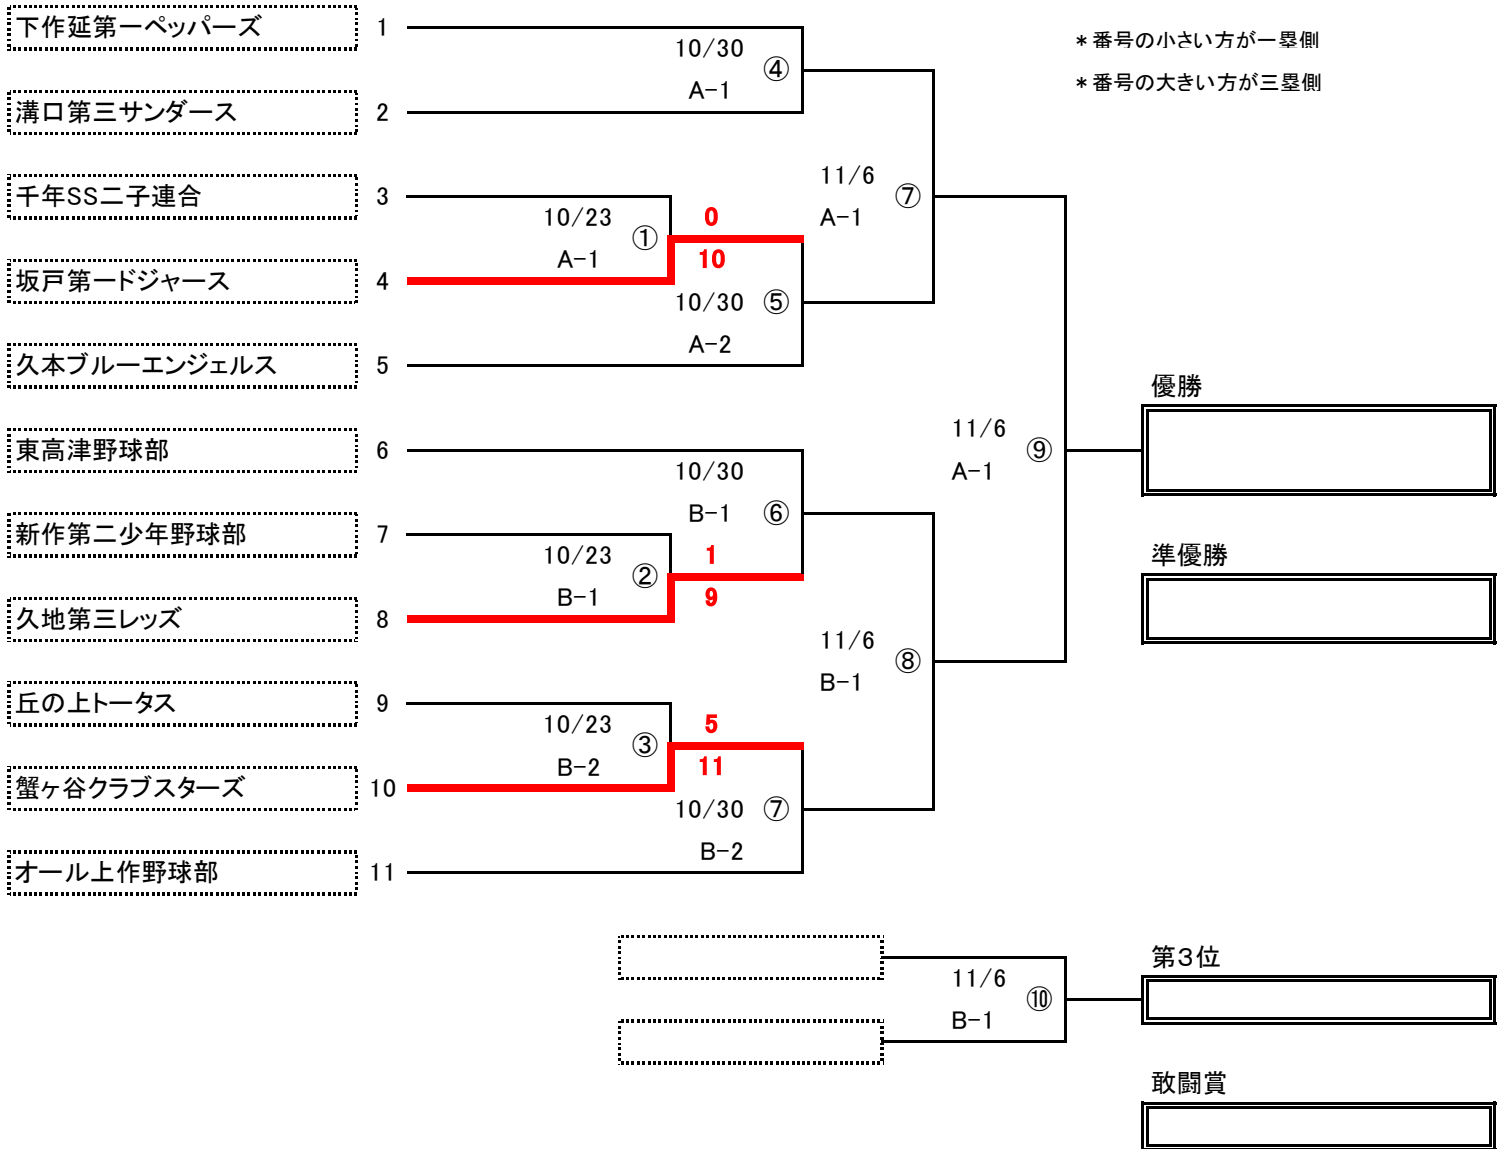 下作延第一ペッパーズ 1
10/30 ④
A-1
＊番号の小さい方が一塁側
＊番号の大きい方が三塁側
溝口第三サンダース 2
千年SS二子連合 3
10/23 ①
A-1
0
10
11/6 ⑦
A-1
坂戸第一ドジャース 4
10/30 ⑤
A-2
久本ブルーエンジェルス 5
優勝
東高津野球部 6
10/30
B-1 ⑥
11/6 ⑨
A-1
新作第二少年野球部 7
10/23 ②
B-1
1
9
準優勝
久地第三レッズ 8
11/6 ⑧
B-1
丘の上トータス 9
10/23 ③
B-2
5
11
蟹ヶ谷クラブスターズ 10
10/30 ⑦
B-2
オール上作野球部 11
11/6 ⑩
B-1
第3位
敢闘賞